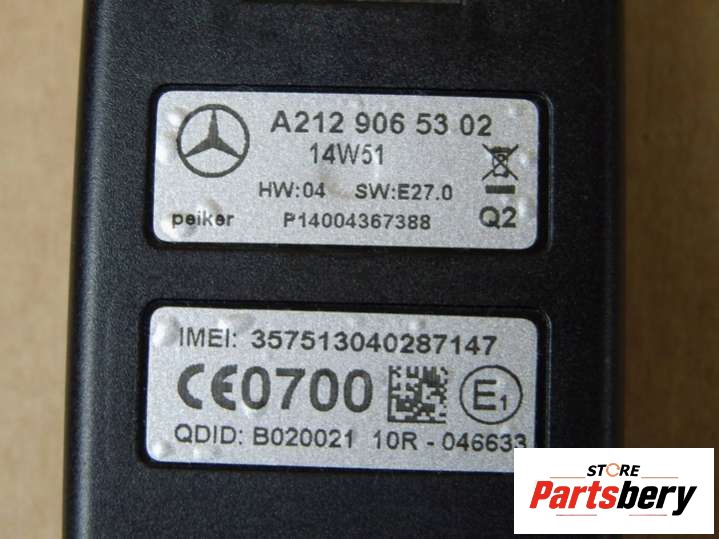 A212 906 53 02
14W51
HW:04 SW:E27.0
peiker P14004367388 Q2
IMEI: 357513040287147
CE0700 E1
QDID: B020021 10R - 046633
STORE
Partsbery